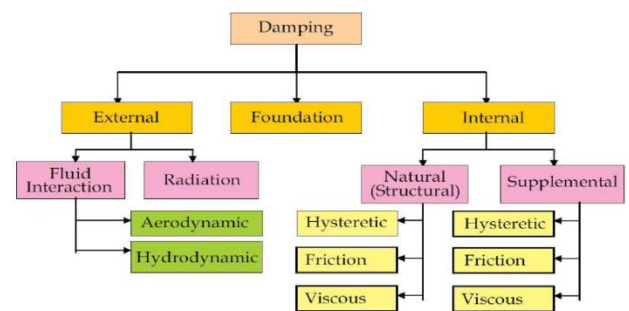 Damping
External
Foundation
Internal
Fluid
Interaction
Radiation
Natural
(Structural)
Supplemental
Aerodynamic
Hydrodynamic
Hysteretic
Friction
Viscous
Hysteretic
Friction
Viscous